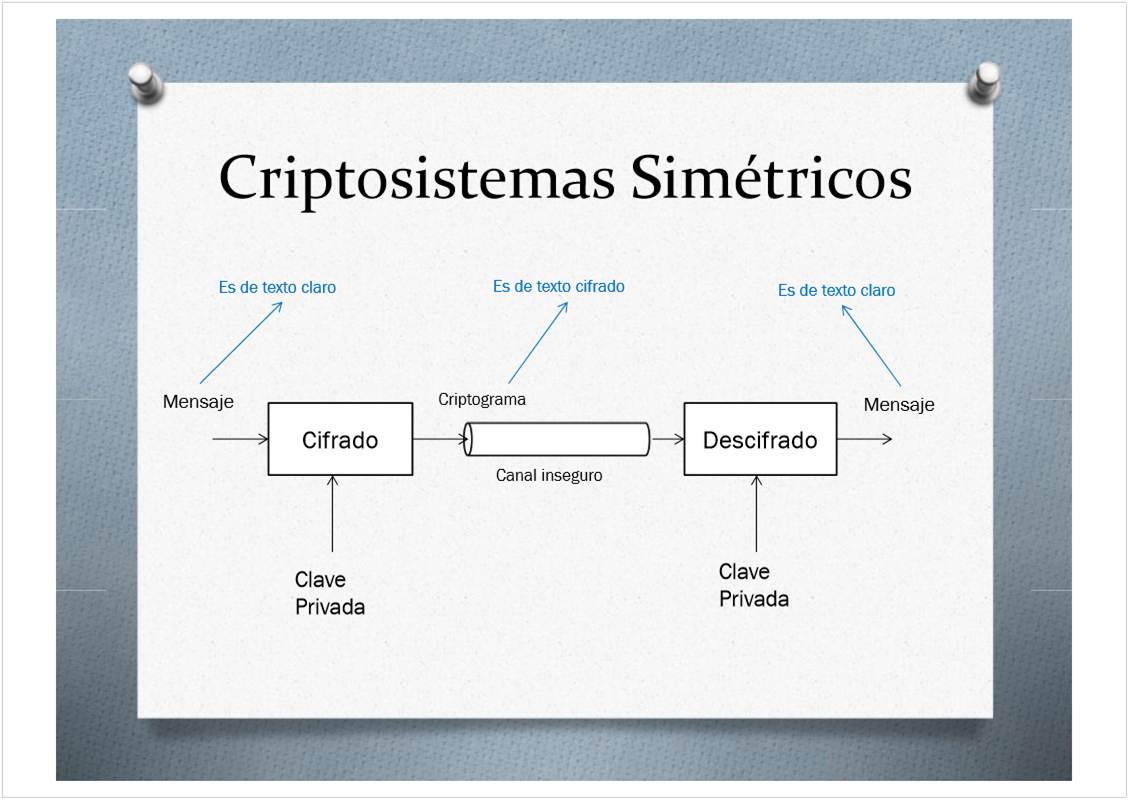 Criptosistemas Simétricos
Es de texto claro
Es de texto cifrado
Es de texto claro
Mensaje
Criptograma
Mensaje
Cifrado
Descifrado
Canal inseguro
Clave
Privada
Clave
Privada